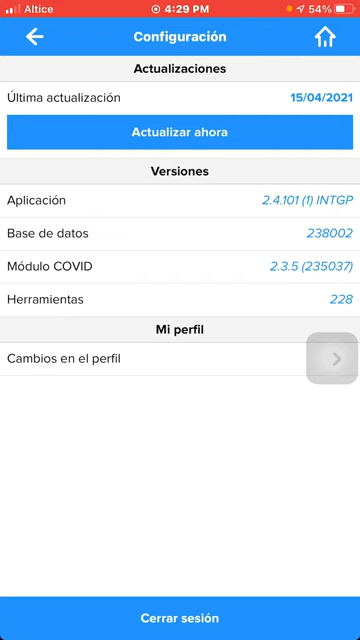 Altice 4:29 PM 54%
Configuración
Actualizaciones
Última actualización 15/04/2021
Actualizar ahora
Versiones
Aplicación 2.4.101 (1) INTGP
Base de datos 238002
Módulo COVID 2.3.5 (235037)
Herramientas 228
Mi perfil
Cambios en el perfil
Cerrar sesión